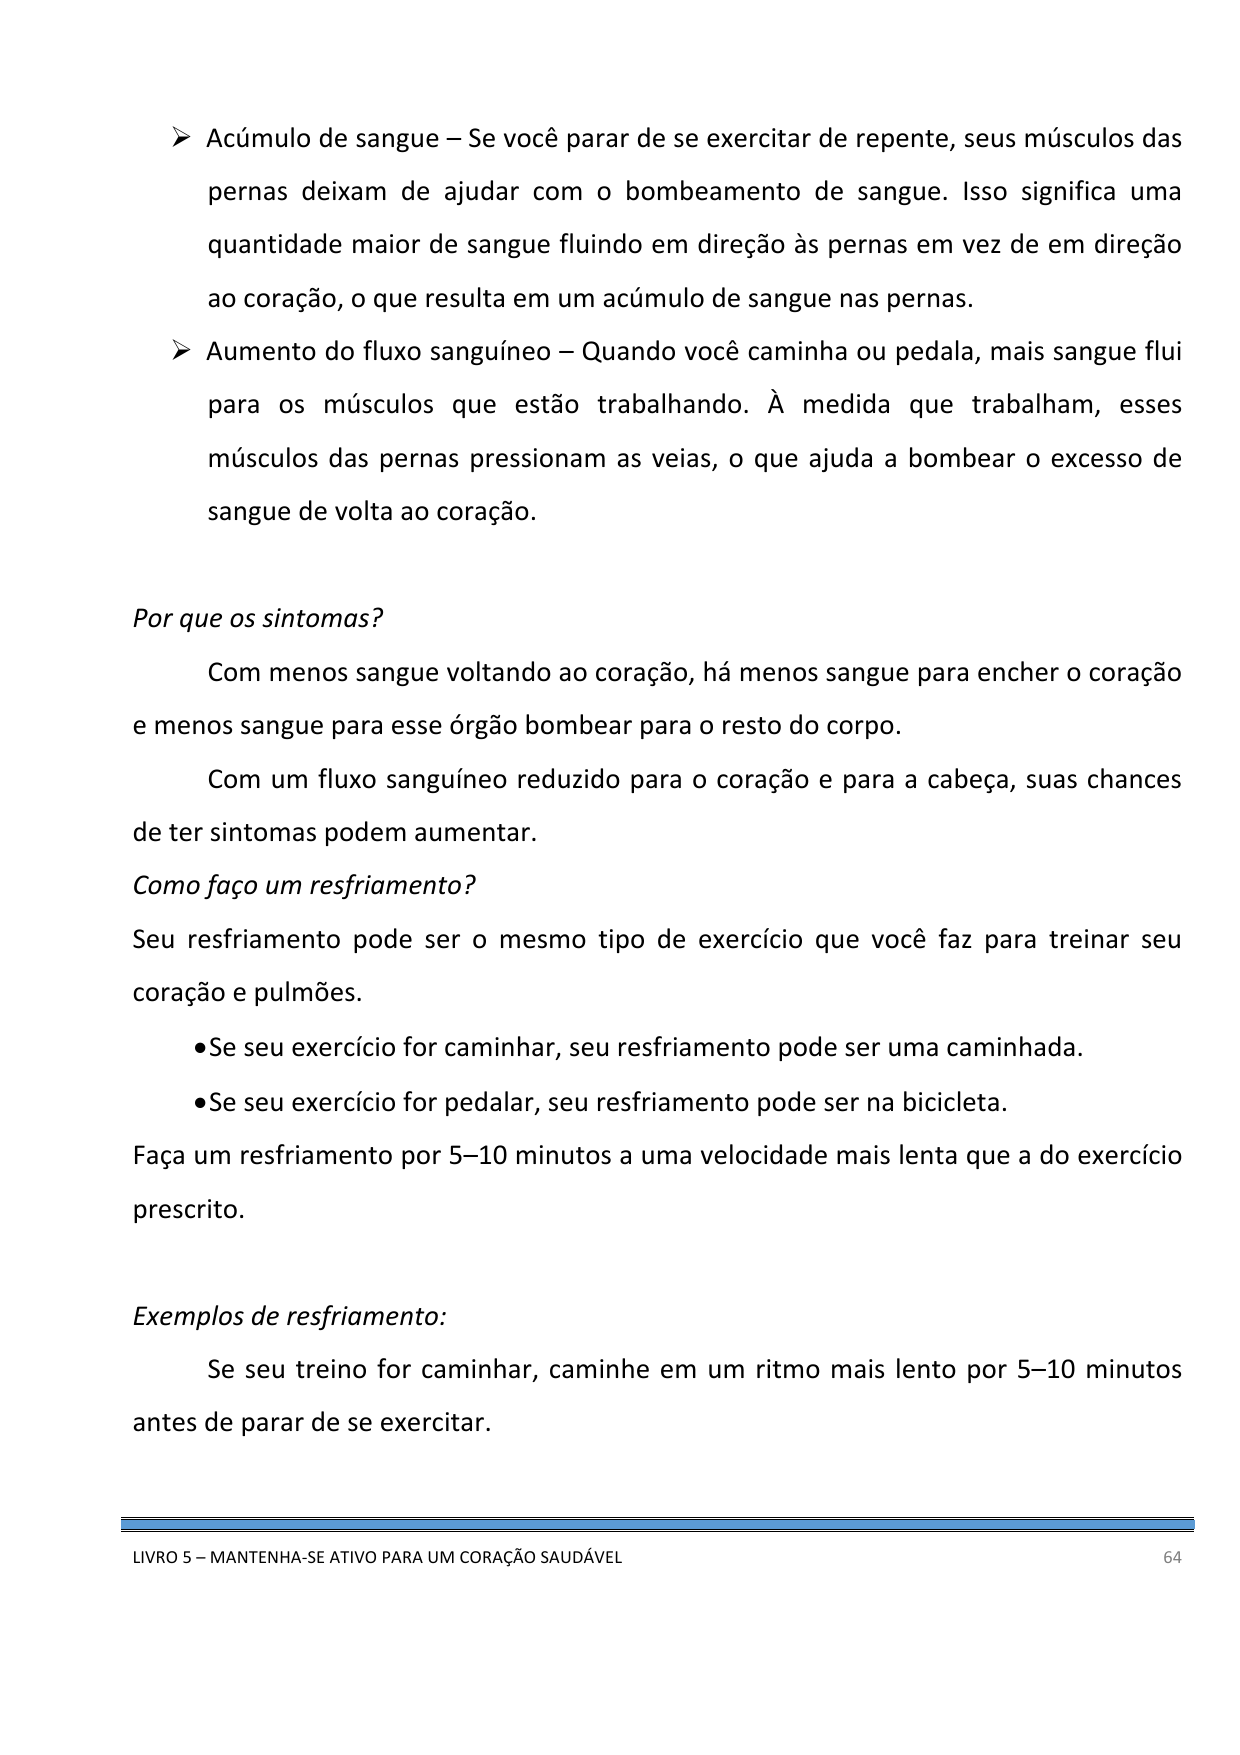 ➢ Acúmulo de sangue – Se você parar de se exercitar de repente, seus músculos das
pernas deixam de ajudar com o bombeamento de sangue. Isso significa uma
quantidade maior de sangue fluindo em direção às pernas em vez de em direção
ao coração, o que resulta em um acúmulo de sangue nas pernas.
➢ Aumento do fluxo sanguíneo – Quando você caminha ou pedala, mais sangue flui
para os músculos que estão trabalhando. À medida que trabalham, esses
músculos das pernas pressionam as veias, o que ajuda a bombear o excesso de
sangue de volta ao coração.
Por que os sintomas?
Com menos sangue voltando ao coração, há menos sangue para encher o coração
e menos sangue para esse órgão bombear para o resto do corpo.
Com um fluxo sanguíneo reduzido para o coração e para a cabeça, suas chances
de ter sintomas podem aumentar.
Como faço um resfriamento?
Seu resfriamento pode ser o mesmo tipo de exercício que você faz para treinar seu
coração e pulmões.
•Se seu exercício for caminhar, seu resfriamento pode ser uma caminhada.
•Se seu exercício for pedalar, seu resfriamento pode ser na bicicleta.
Faça um resfriamento por 5–10 minutos a uma velocidade mais lenta que a do exercício
prescrito.
Exemplos de resfriamento:
Se seu treino for caminhar, caminhe em um ritmo mais lento por 5–10 minutos
antes de parar de se exercitar.
LIVRO 5 – MANTENHA-SE ATIVO PARA UM CORAÇÃO SAUDÁVEL 64